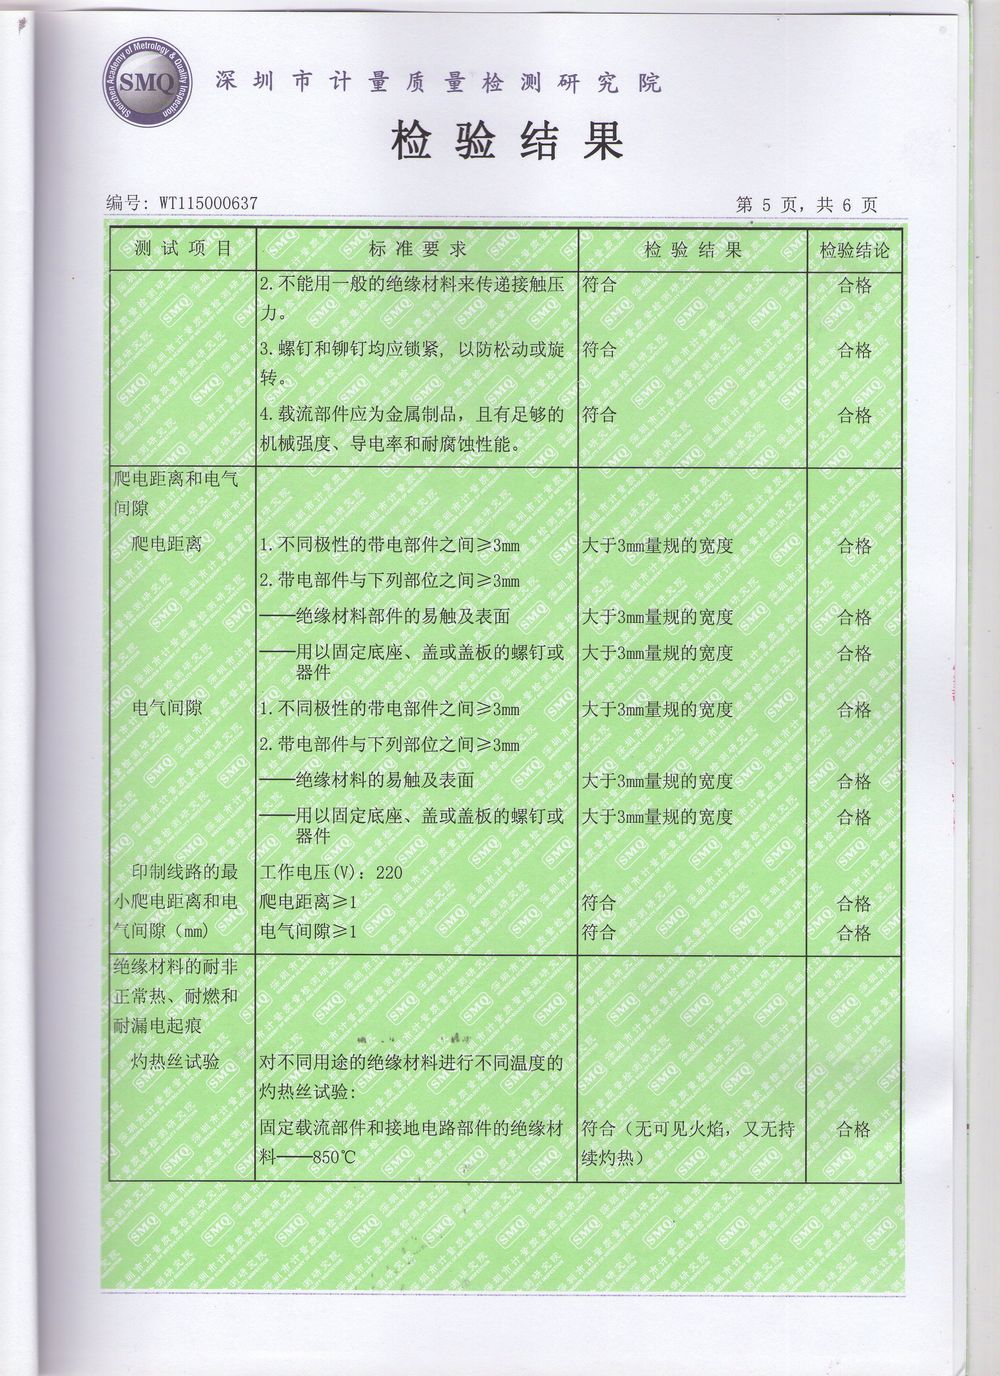 Shenzhen Academy of Metrology & Quality Inspection
SMQ
深圳市计量质量检测研究院
检验结果
编号: WT115000637
第 5 页, 共 6 页
测试项目 标准要求 检验结果 检验结论
2.不能用一般的绝缘材料来传递接触压 符合 合格
力。
3.螺钉和铆钉均应锁紧, 以防松动或旋 符合 合格
转。
4.载流部件应为金属制品，且有足够的 符合 合格
机械强度、导电率和耐腐蚀性能。
爬电距离和电气
间隙
爬电距离 1.不同极性的带电部件之间≥3mm 大于3mm量规的宽度 合格
2.带电部件与下列部位之间≥3mm
——绝缘材料部件的易触及表面 大于3mm量规的宽度 合格
——用以固定底座、盖或盖板的螺钉或 大于3mm量规的宽度 合格
器件
电气间隙 1.不同极性的带电部件之间≥3mm 大于3mm量规的宽度 合格
2.带电部件与下列部位之间≥3mm
——绝缘材料的易触及表面 大于3mm量规的宽度 合格
——用以固定底座、盖或盖板的螺钉或 大于3mm量规的宽度 合格
器件
印制线路的最 工作电压(V): 220
小爬电距离和电 爬电距离≥1 符合 合格
气间隙（mm) 电气间隙≥1 符合 合格
绝缘材料的耐非
正常热、耐燃和
耐漏电起痕
灼热丝试验 对不同用途的绝缘材料进行不同温度的
灼热丝试验:
固定载流部件和接地电路部件的绝缘材 符合（无可见火焰，又无持 合格
料——850℃ 续灼热）